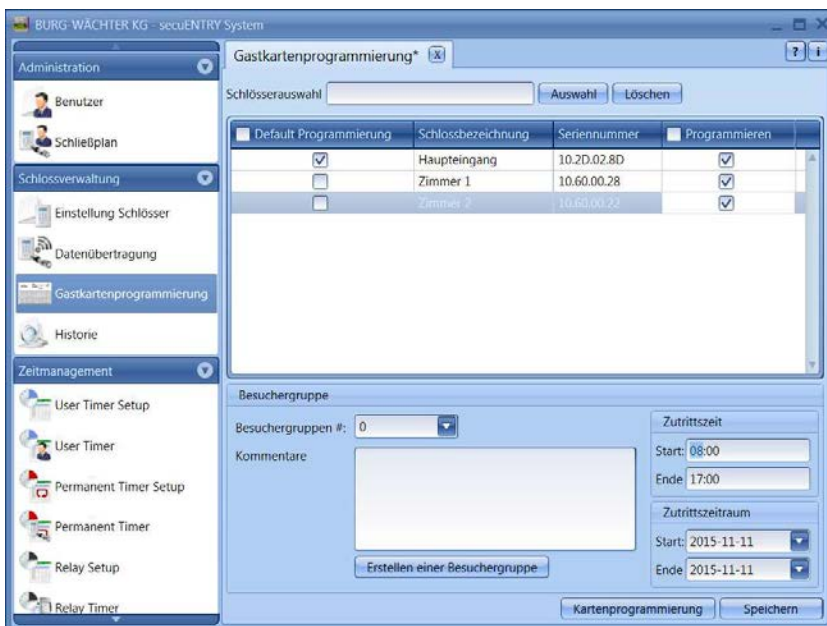 BURG-WÄCHTER KG - secuENTRY System
Administration
Benutzer
Schließplan
Schlossverwaltung
Einstellung Schlösser
Datenübertragung
Gastkartenprogrammierung
Historie
Zeitmanagement
User Timer Setup
User Timer
Permanent Timer Setup
Permanent Timer
Relay Setup
Relay Timer
Gastkartenprogrammierung* X
? i
Schlösserauswahl Auswahl Löschen
Default Programmierung Schlossbezeichnung Seriennummer Programmieren
Haupteingang 10.2D.02.8D
Zimmer 1 10.60.00.28
Zimmer 2 10.60.00.22
Besuchergruppe
Besuchergruppen #: 0
Kommentare
Erstellen einer Besuchergruppe
Zutrittszeit
Start: 08:00
Ende 17:00
Zutrittszeitraum
Start: 2015-11-11
Ende 2015-11-11
Kartenprogrammierung Speichern